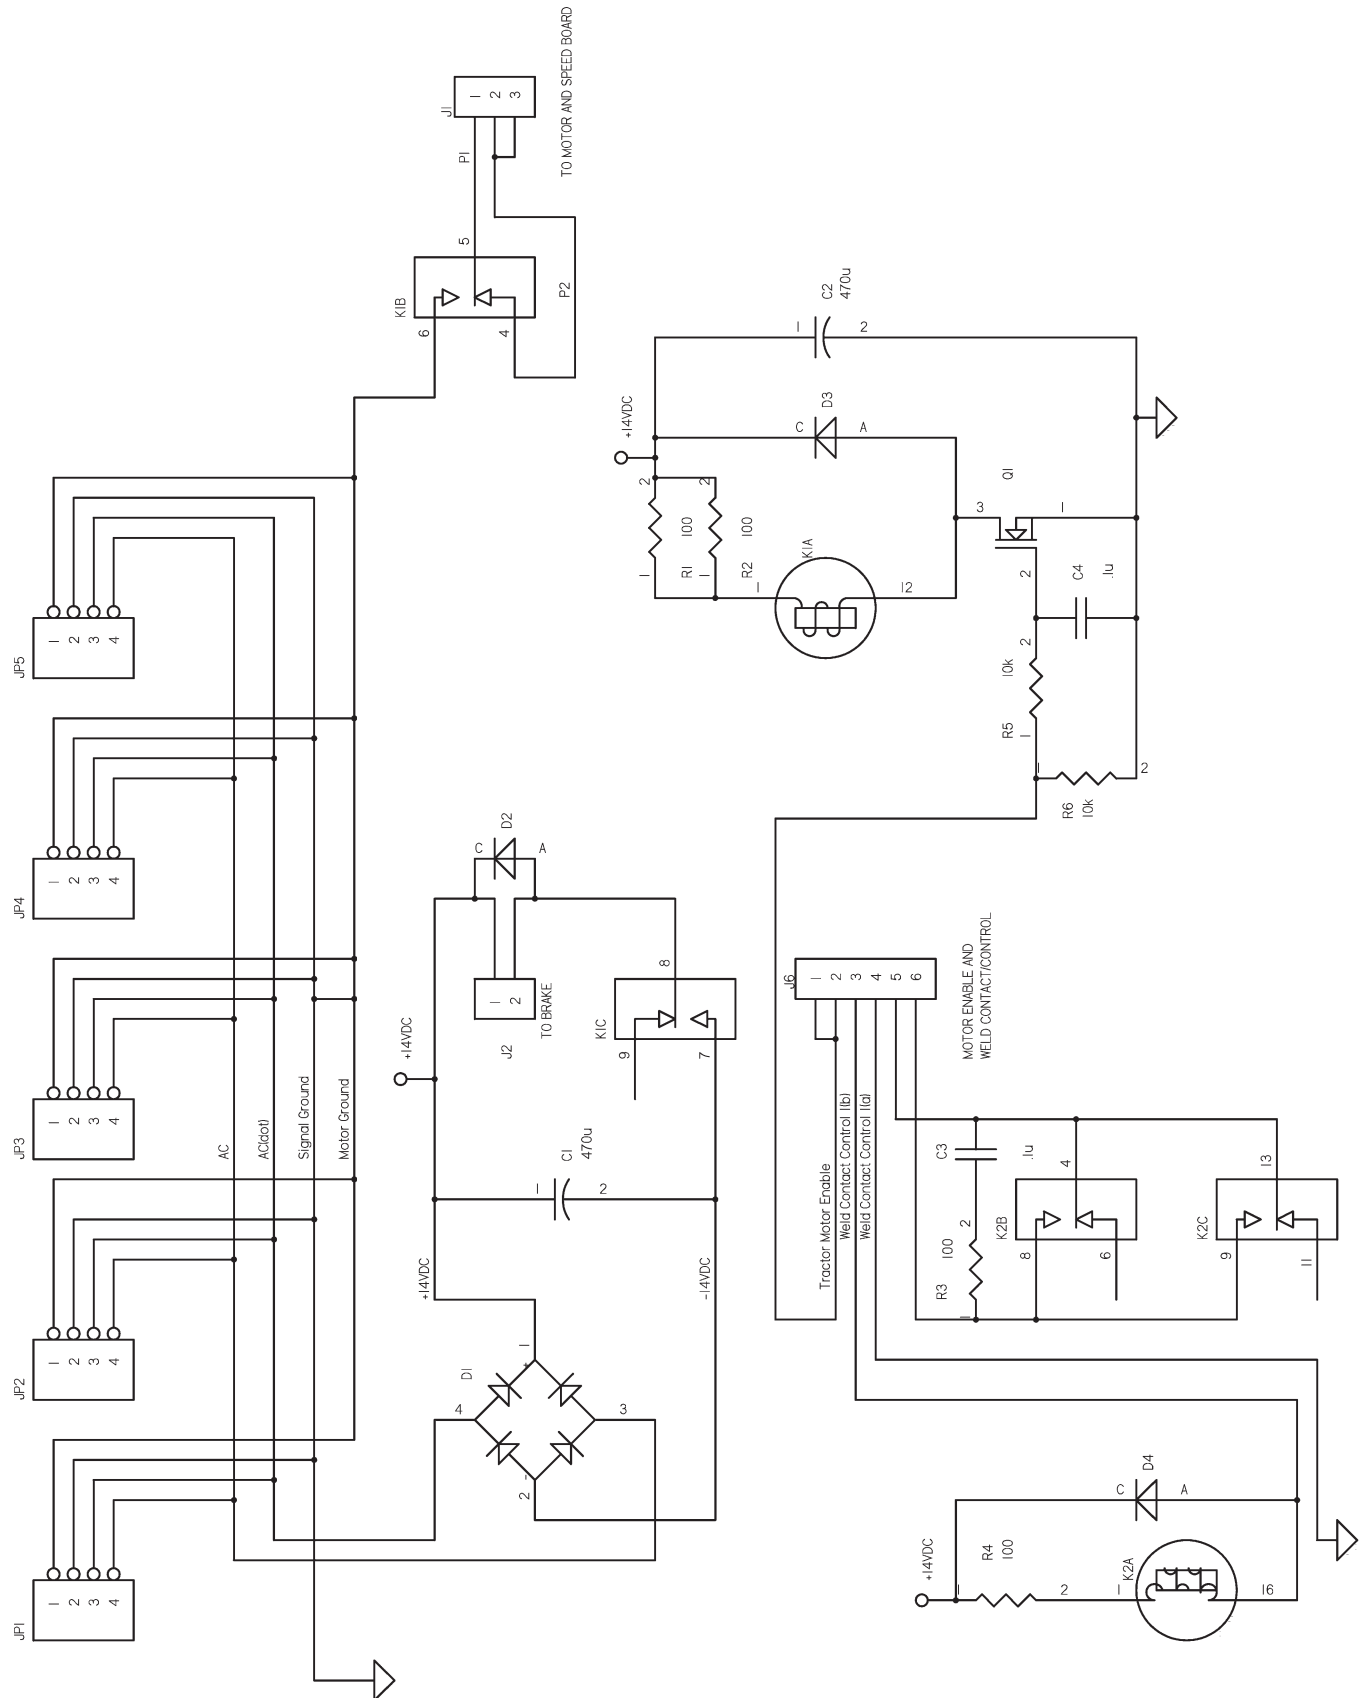 JP5
1
2
3
4
JP4
1
2
3
4
JP3
1
2
3
4
JP2
1
2
3
4
JP1
1
2
3
4
AC
AC(dot)
Signal Ground
Motor Ground
J1
1
2
3
TO MOTOR AND SPEED BOARD
P1
5
K1B
6
4
P2
+14VDC
C2
470u
1
2
D3
C
A
2
100
R1
1
2
100
R2
1
K1A
1
12
Q1
3
1
2
C4
.1u
2
10k
R5
1
1
R6
10k
2
D2
C
A
1
2
J2
TO BRAKE
+14VDC
K1C
8
9
7
C1
470u
1
2
+14VDC
-14VDC
D1
1
+
4
3
2
-
J6
1
2
3
4
5
6
MOTOR ENABLE AND
WELD CONTACT/CONTROL
Tractor Motor Enable
Weld Contact Control 1(b)
Weld Contact Control 1(a)
C3
.1u
2
100
R3
1
K2B
4
8
6
K2C
13
9
11
+14VDC
1
R4
100
2
D4
C
A
K2A
1
16